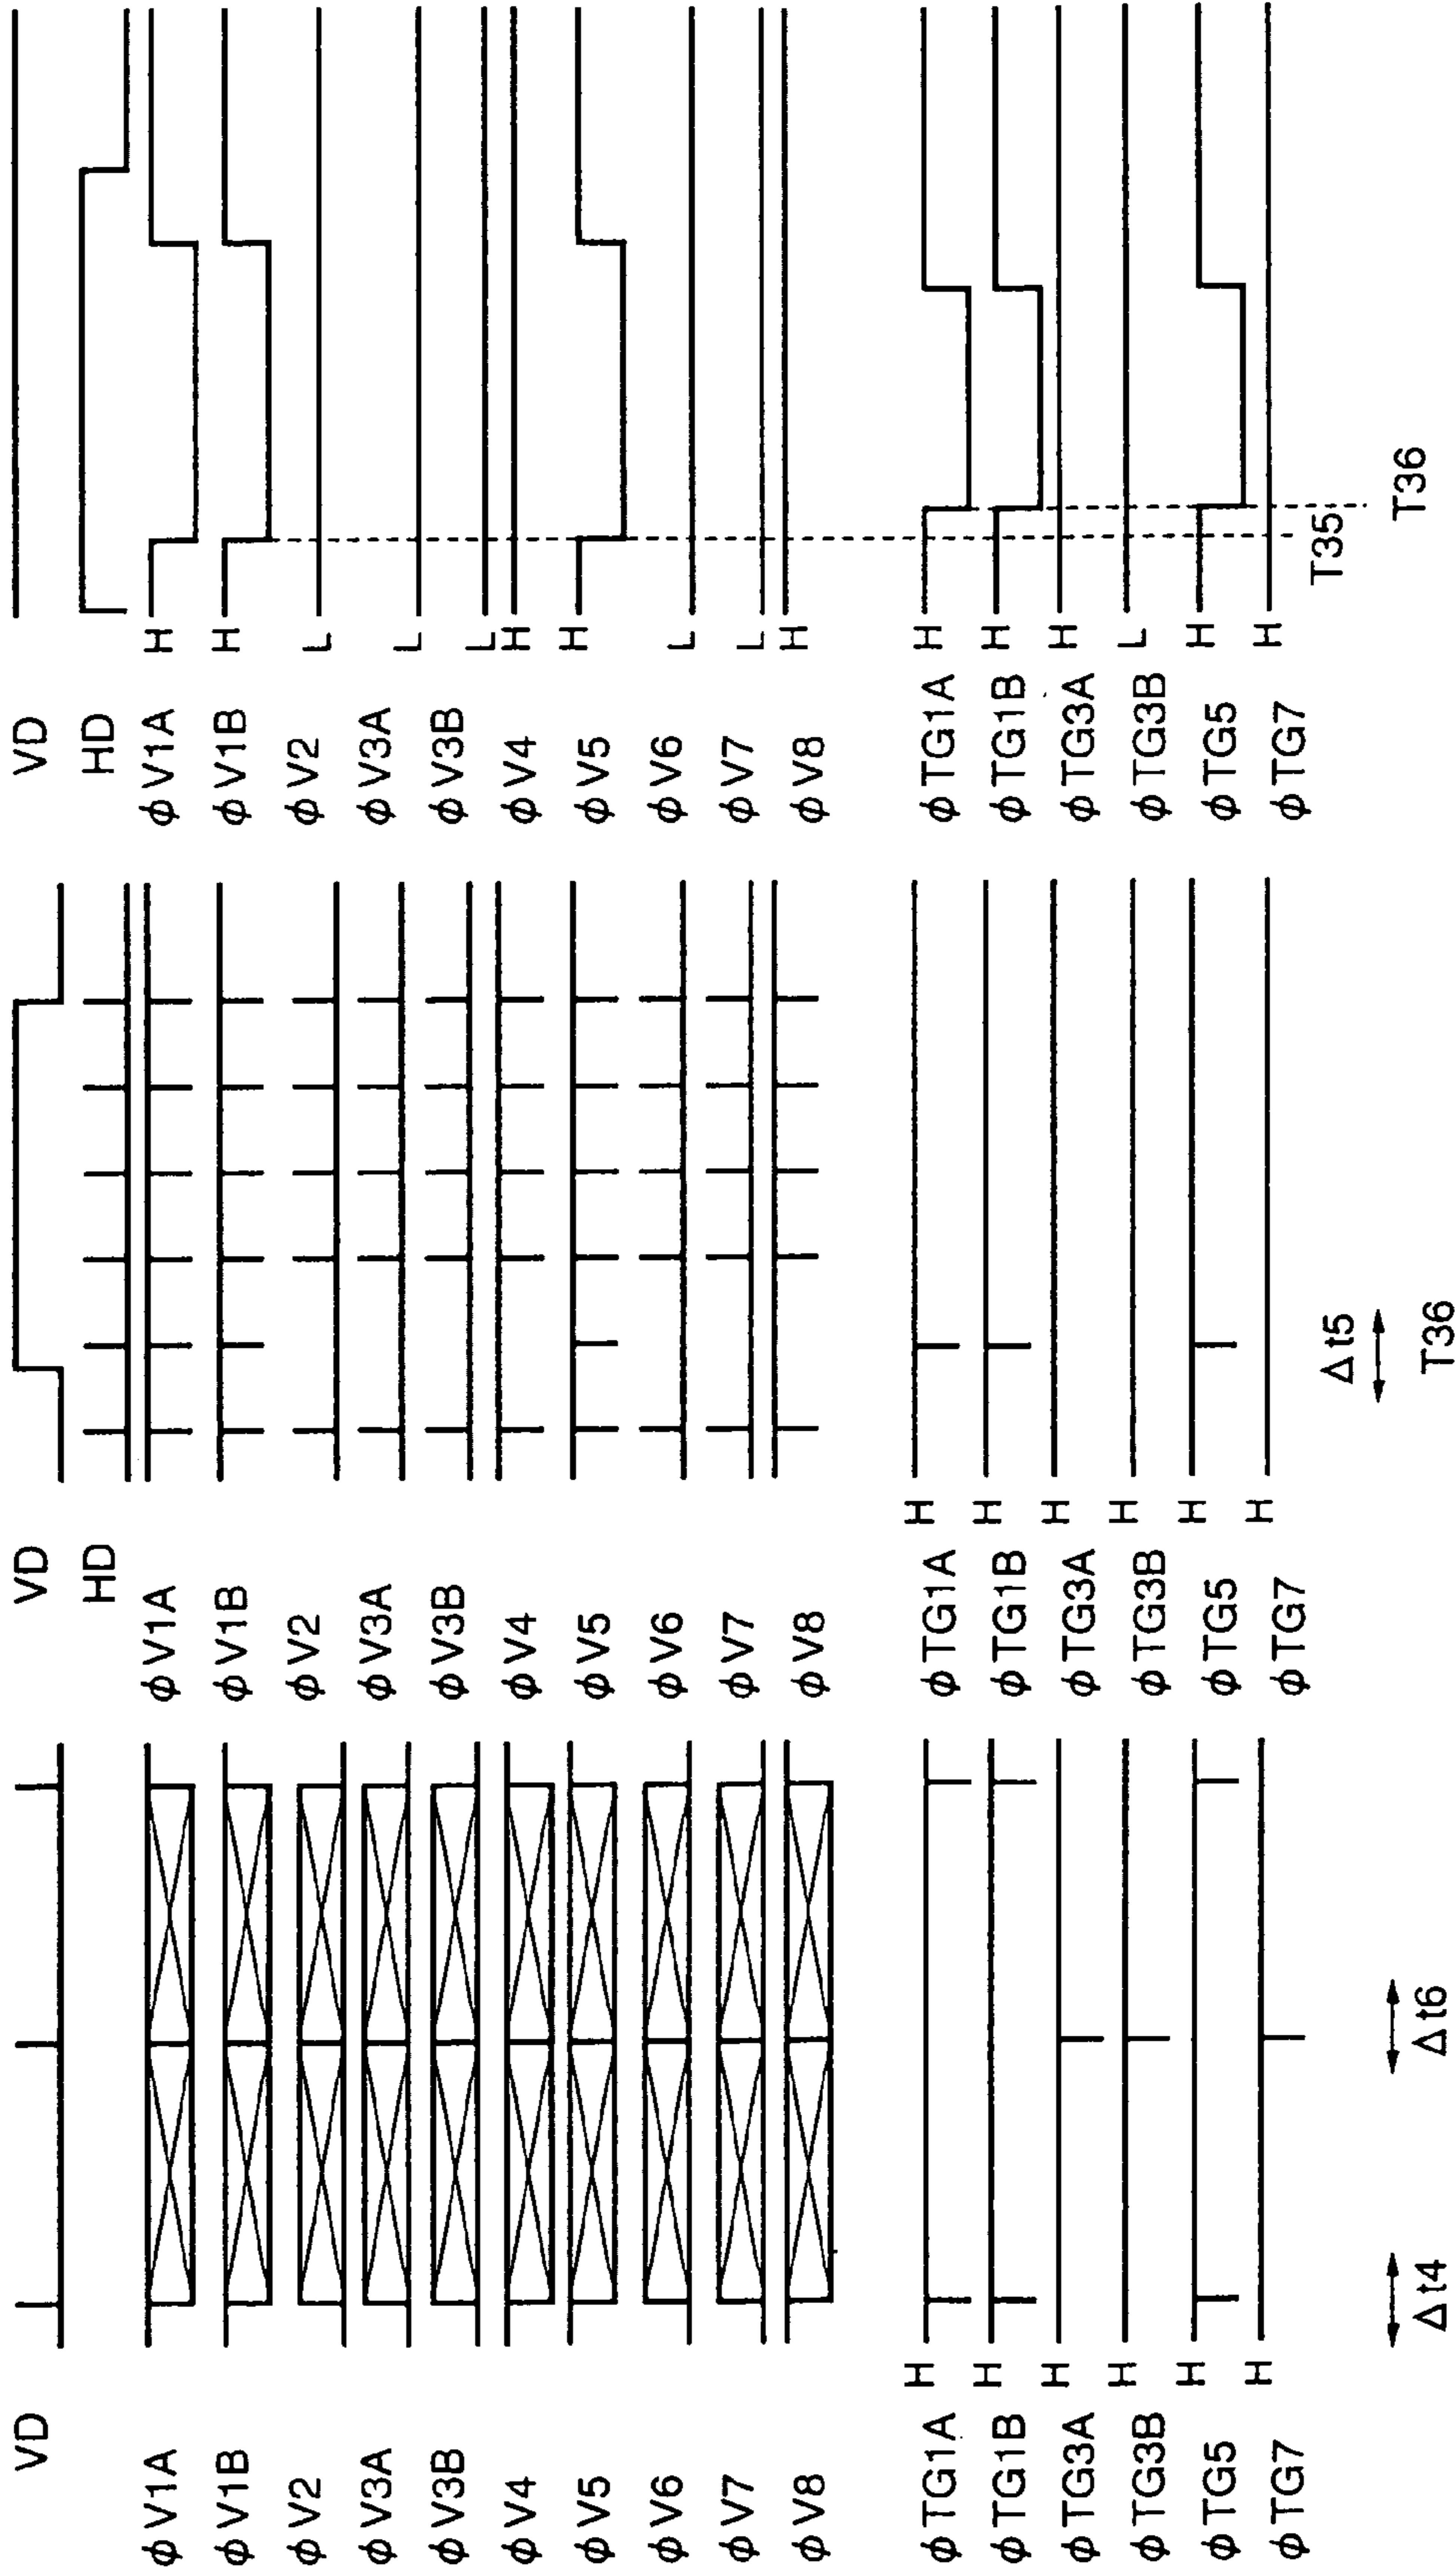 VD
φV1A
φV1B
φV2
φV3A
φV3B
φV4
φV5
φV6
φV7
φV8
φTG1A H
φTG1B H
φTG3A H
φTG3B H
φTG5 H
φTG7 H
Δt4 Δt6
VD
HD
φV1A
φV1B
φV2
φV3A
φV3B
φV4
φV5
φV6
φV7
φV8
φTG1A H
φTG1B H
φTG3A H
φTG3B H
φTG5 H
φTG7 H
Δt5
T36
VD
HD
φV1A H
φV1B H
φV2 L
φV3A L
φV3B L
φV4 H
φV5 H
φV6 L
φV7 L
φV8 H
φTG1A H
φTG1B H
φTG3A H
φTG3B L
φTG5 H
φTG7 H
T35
T36